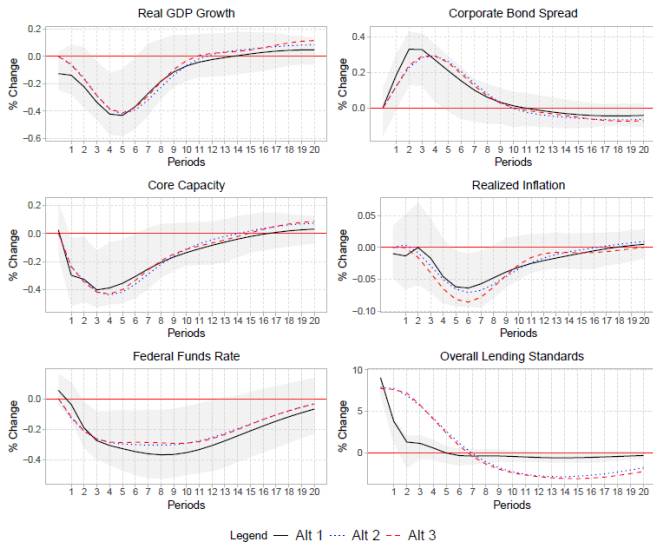 Real GDP Growth
% Change
0.2
0.0
−0.2
−0.4
−0.6
1 2 3 4 5 6 7 8 9 10 11 12 13 14 15 16 17 18 19 20
Periods
Corporate Bond Spread
% Change
0.4
0.2
0.0
1 2 3 4 5 6 7 8 9 10 11 12 13 14 15 16 17 18 19 20
Periods
Core Capacity
% Change
0.2
0.0
−0.2
−0.4
1 2 3 4 5 6 7 8 9 10 11 12 13 14 15 16 17 18 19 20
Periods
Realized Inflation
% Change
0.05
0.00
−0.05
−0.10
1 2 3 4 5 6 7 8 9 10 11 12 13 14 15 16 17 18 19 20
Periods
Federal Funds Rate
% Change
0.0
−0.2
−0.4
1 2 3 4 5 6 7 8 9 10 11 12 13 14 15 16 17 18 19 20
Periods
Overall Lending Standards
% Change
10
5
0
1 2 3 4 5 6 7 8 9 10 11 12 13 14 15 16 17 18 19 20
Periods
Legend Alt 1 Alt 2 Alt 3